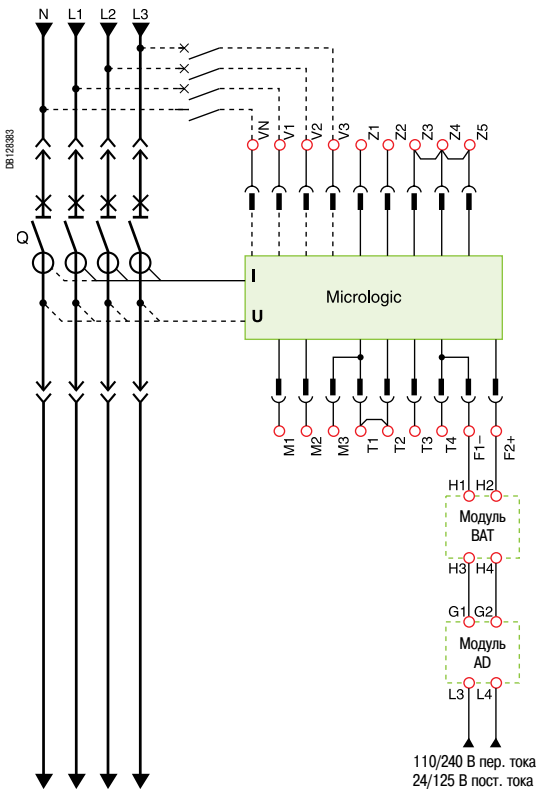 N L1 L2 L3
DB128383
VN V1 V2 V3 Z1 Z2 Z3 Z4 Z5
Q
I
Micrologic
U
M1 M2 M3 T1 T2 T3 T4 F1– F2+
H1 H2
Модуль
BAT
H3 H4
G1 G2
Модуль
AD
L3 L4
110/240 В пер. тока
24/125 В пост. тока